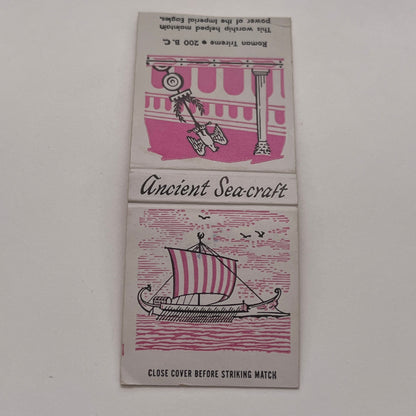 Roman Trireme • 200 B. C.
This warship helped maintain
power of the Imperial Eagles.
Ancient Sea-craft
CLOSE COVER BEFORE STRIKING MATCH